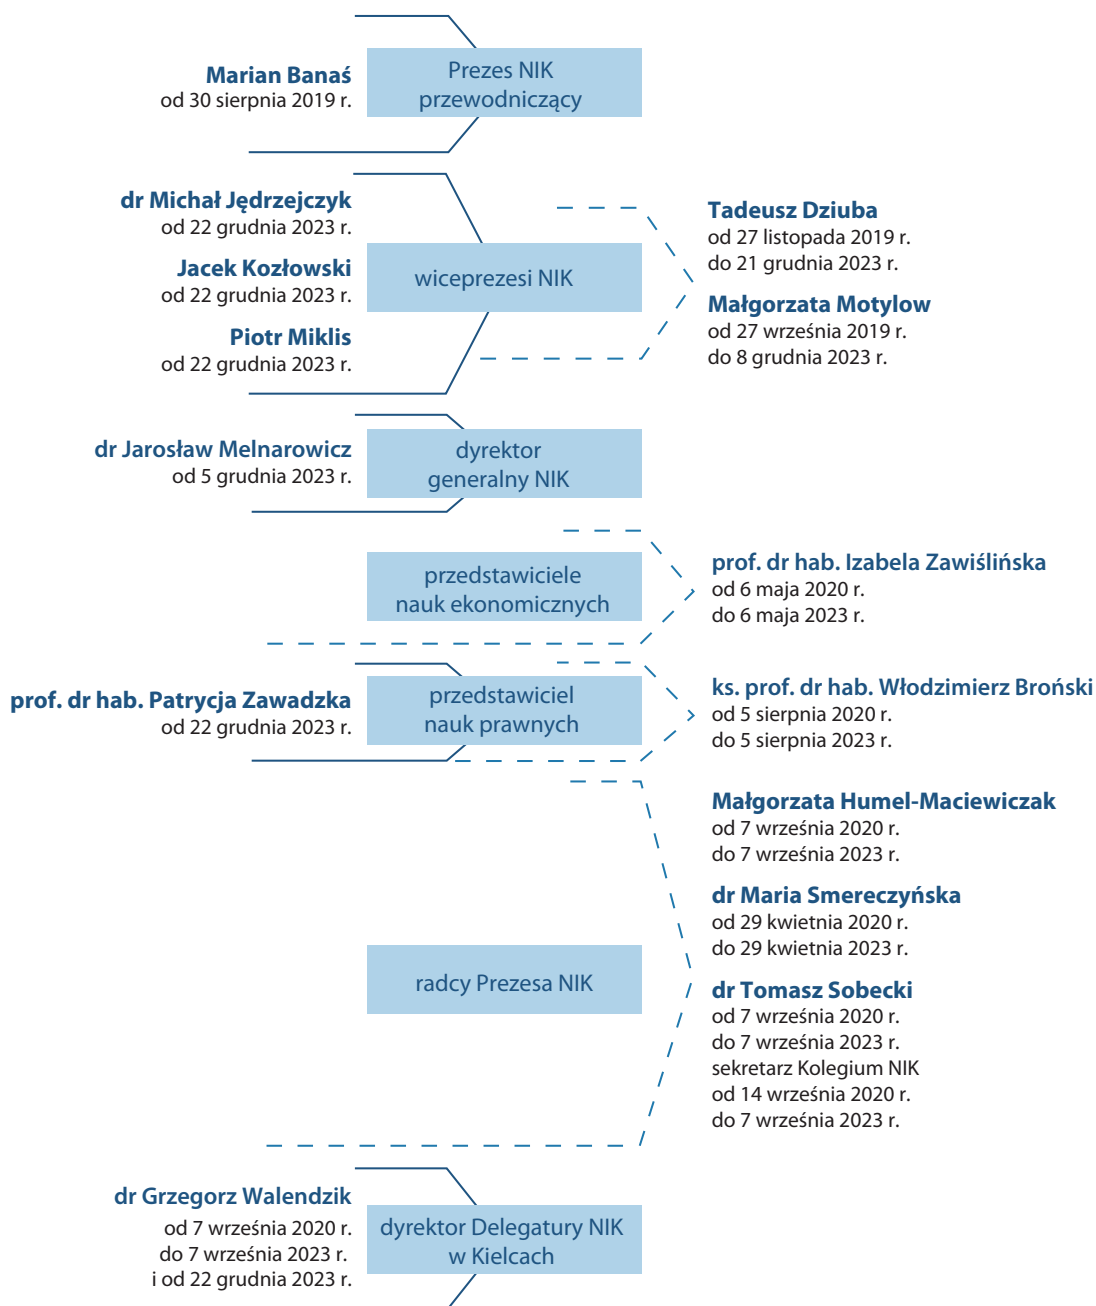 Marian Banaś
od 30 sierpnia 2019 r.
Prezes NIK
przewodniczący
dr Michał Jędrzejczyk
od 22 grudnia 2023 r.
Jacek Kozłowski
od 22 grudnia 2023 r.
Piotr Miklis
od 22 grudnia 2023 r.
wiceprezesi NIK
Tadeusz Dziuba
od 27 listopada 2019 r.
do 21 grudnia 2023 r.
Małgorzata Motylow
od 27 września 2019 r.
do 8 grudnia 2023 r.
dr Jarosław Melnarowicz
od 5 grudnia 2023 r.
dyrektor
generalny NIK
przedstawiciele
nauk ekonomicznych
prof. dr hab. Izabela Zawiślińska
od 6 maja 2020 r.
do 6 maja 2023 r.
prof. dr hab. Patrycja Zawadzka
od 22 grudnia 2023 r.
przedstawiciel
nauk prawnych
ks. prof. dr hab. Włodzimierz Broński
od 5 sierpnia 2020 r.
do 5 sierpnia 2023 r.
radcy Prezesa NIK
Małgorzata Humel-Maciewiczak
od 7 września 2020 r.
do 7 września 2023 r.
dr Maria Smereczyńska
od 29 kwietnia 2020 r.
do 29 kwietnia 2023 r.
dr Tomasz Sobecki
od 7 września 2020 r.
do 7 września 2023 r.
sekretarz Kolegium NIK
od 14 września 2020 r.
do 7 września 2023 r.
dr Grzegorz Walendzik
od 7 września 2020 r.
do 7 września 2023 r.
i od 22 grudnia 2023 r.
dyrektor Delegatury NIK
w Kielcach